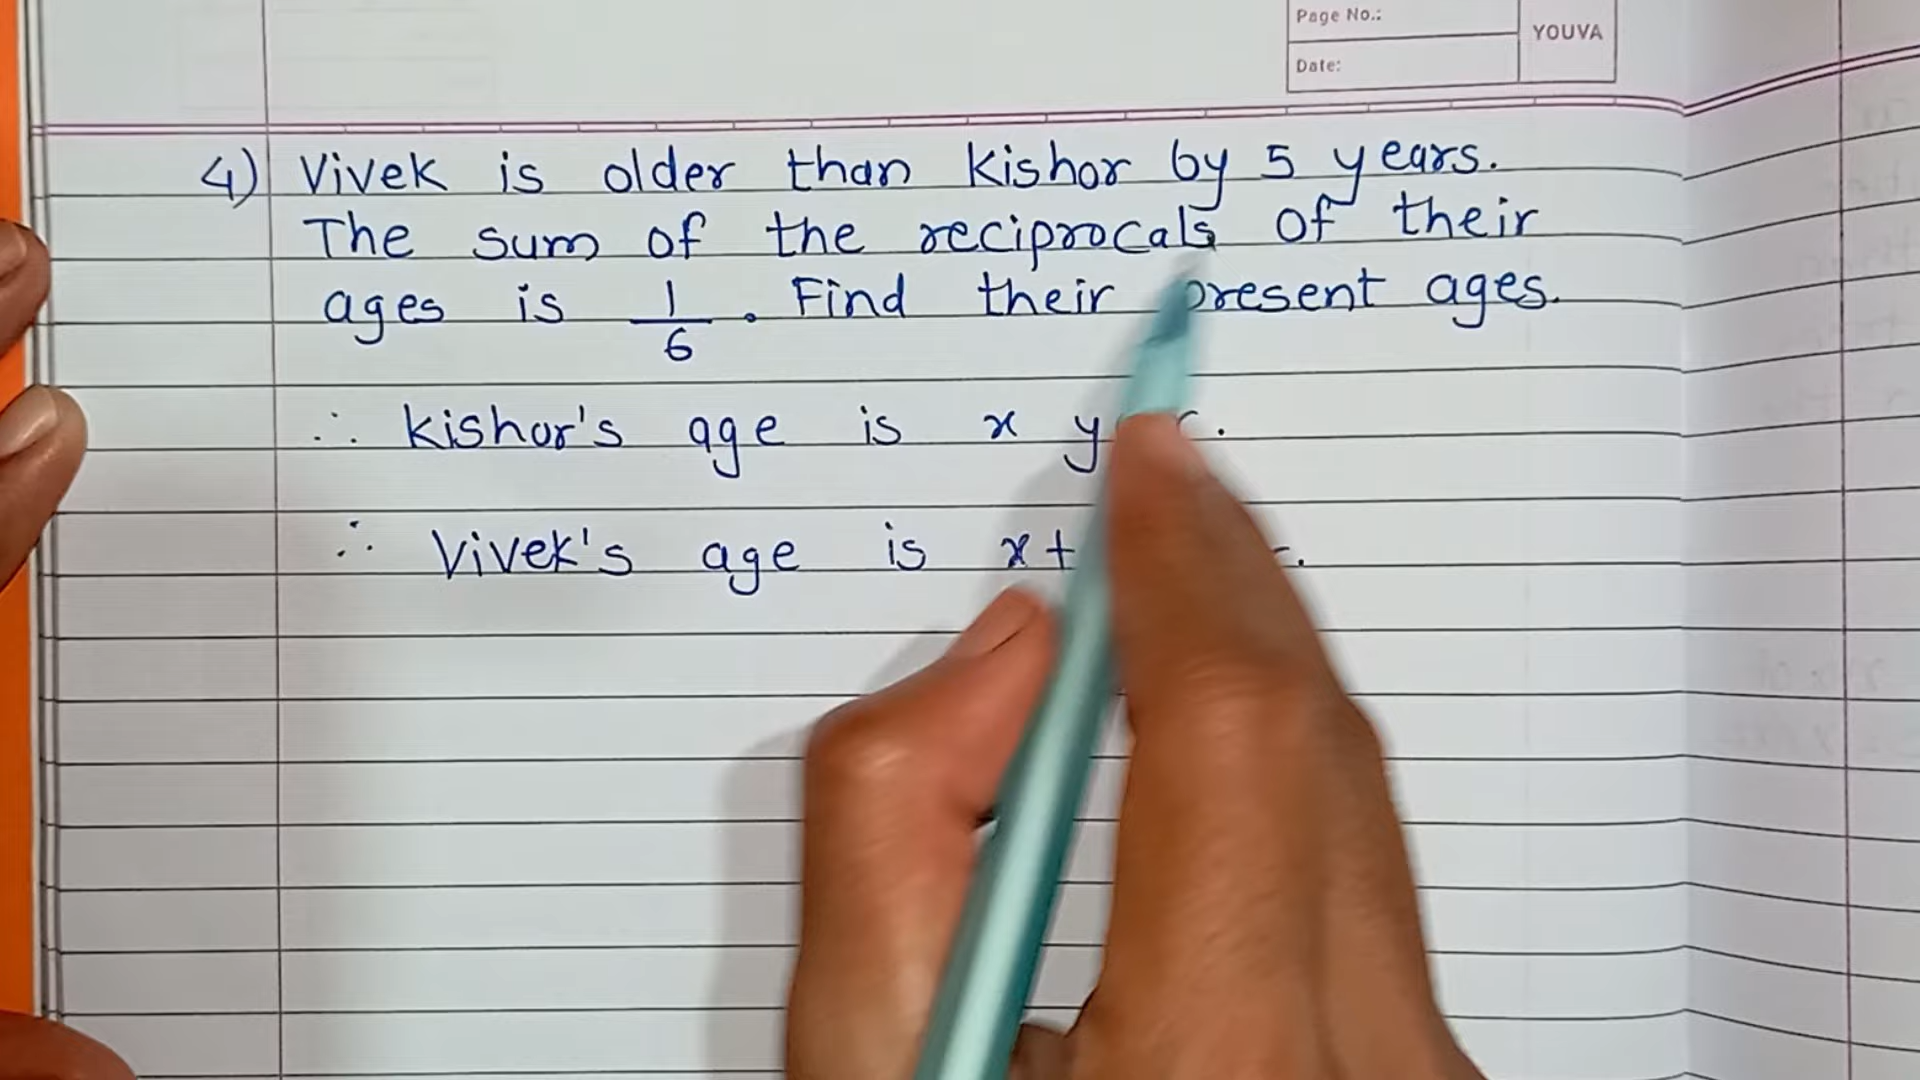 Page No.:
YOUVA
Date:
4) Vivek is older than Kishor by 5 years.
The sum of the reciprocals of their
ages is 1/6. Find their present ages.
∴ Kishor's age is x
∴ Vivek's age is x+